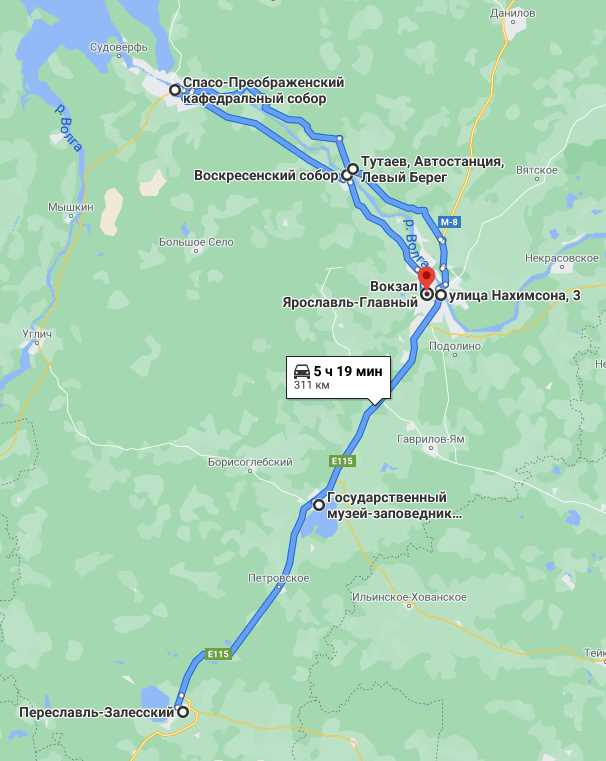 Данилов
Судоверфь
Спасо-Преображенский
кафедральный собор
р. Волга
Тутаев, Автостанция,
Левый Берег
Воскресенский собор
Вятское
Мышкин
М-8
р. Волга
Большое Село
Некрасовское
Вокзал
Ярославль-Главный
улица Нахимсона, 3
Углич
Подолино
5 ч 19 мин
311 км
Гаврилов-Ям
Борисоглебский
E115
Государственный
музей-заповедник...
Петровское
Ильинское-Хованское
E115
Тейк
Переславль-Залесский